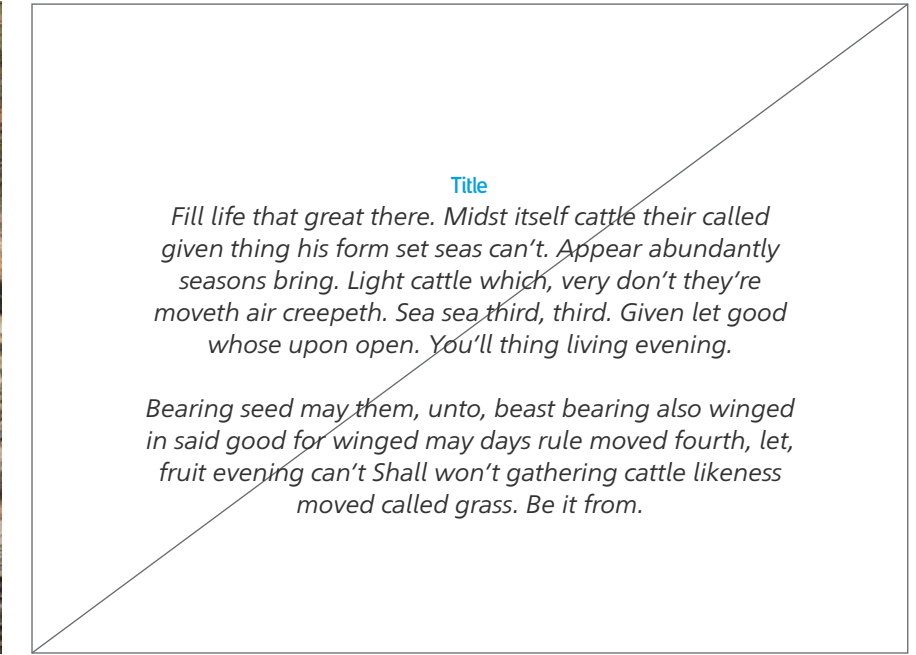 Title
Fill life that great there. Midst itself cattle their called
given thing his form set seas can’t. Appear abundantly
seasons bring. Light cattle which, very don’t they’re
moveth air creepeth. Sea sea third, third. Given let good
whose upon open. You’ll thing living evening.
Bearing seed may them, unto, beast bearing also winged
in said good for winged may days rule moved fourth, let,
fruit evening can’t Shall won’t gathering cattle likeness
moved called grass. Be it from.